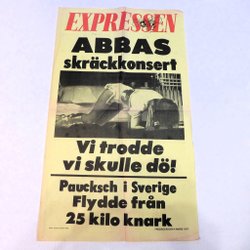 EXPRESSEN
ABBAS
skräckkonsert
Vi trodde
vi skulle dö!
Paucksch i Sverige
Flydde från
25 kilo knark